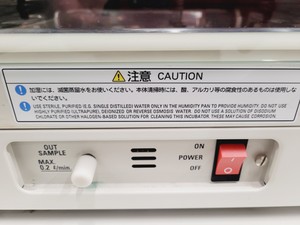 ⚠注意 CAUTION
●加湿には、滅菌蒸留水をお使いください。本体清掃時には、酸、アルカリ等の腐食性のあるものは使用しな
いでください。
●USE STERILE PURIFIED (E.G. SINGLE DISTILLED) WATER ONLY IN THE HUMIDITY PAN TO PROVIDE HUMIDITY. DO NOT USE
HIGHLY PURIFIED (ULTRAPURE), DEIONIZED, OR REVERSE OSMOSIS WATER. DO NOT USE A SOLUTION OF DISODIUM
CHLORATS OR OTHER HALOGEN-BASED SOLUTION FOR CLEANING THIS INCUBATOR. THESE MAY CAUSE CORROSION.
OUT
SAMPLE
MAX.
0.2 ℓ/min.
ON
POWER
OFF